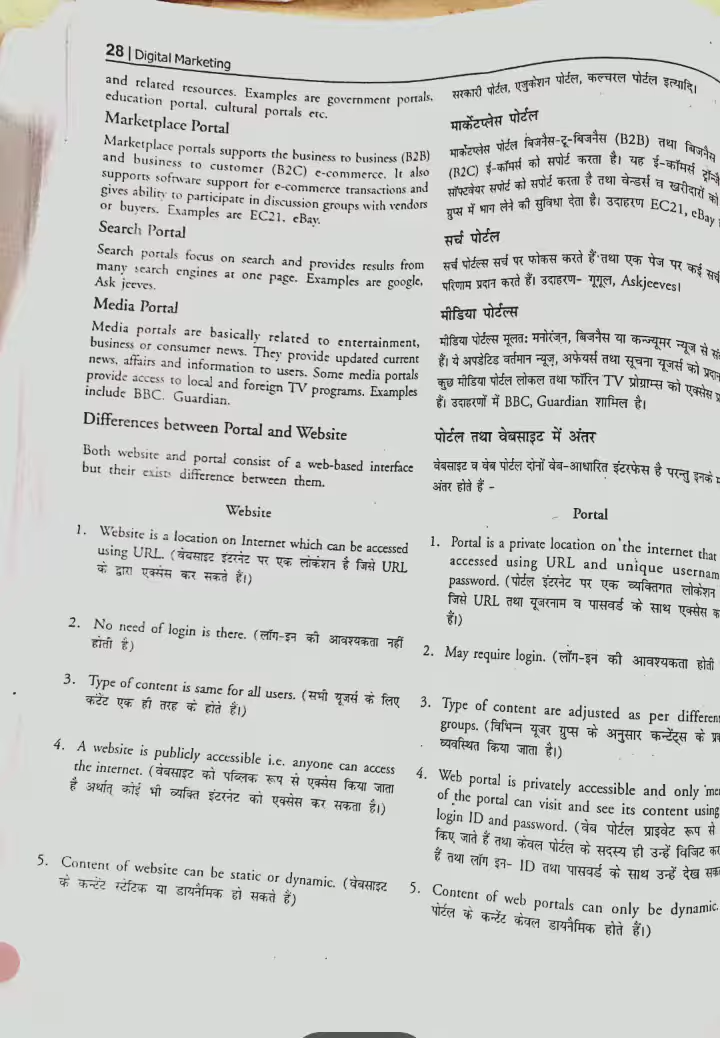 28 | Digital Marketing
and related resources. Examples are government portals,
education portal, cultural portals etc.
Marketplace Portal
Marketplace portals supports the business to business (B2B)
and business to customer (B2C) e-commerce. It also
supports software support for e-commerce transactions and
gives ability to participate in discussion groups with vendors
or buyers. Examples are EC21, eBay.
Search Portal
Search portals focus on search and provides results from
many search engines at one page. Examples are google,
Ask jeeves.
Media Portal
Media portals are basically related to entertainment,
business or consumer news. They provide updated current
news, affairs and information to users. Some media portals
provide access to local and foreign TV programs. Examples
include BBC. Guardian.
Differences between Portal and Website
Both website and portal consist of a web-based interface
but their exists difference between them.
सरकारी पोर्टल, एजुकेशन पोर्टल, कल्चरल पोर्टल इत्यादि।
मार्केटप्लेस पोर्टल
मार्केटप्लेस पोर्टल बिजनैस-टू-बिजनैस (B2B) तथा बिजनैस
(B2C) ई-कॉमर्स को सपोर्ट करता है। यह ई-कॉमर्स
सॉफ्टवेयर सपोर्ट को सपोर्ट करता है तथा वेन्डर्स व खरीदारों को
ग्रुप्स में भाग लेने की सुविधा देता है। उदाहरण EC21, eBay
सर्च पोर्टल
सर्च पोर्टल्स सर्च पर फोकस करते हैं तथा एक पेज पर कई सर्च
परिणाम प्रदान करते हैं। उदाहरण- गूगूल, Askjeeves।
मीडिया पोर्टल्स
मीडिया पोर्टल्स मूलत: मनोरंजन, बिजनैस या कन्ज्यूमर न्यूज से
हैं। ये अपडेटिड वर्तमान न्यूज, अफेयर्स तथा सूचना यूजर्स को
कुछ मीडिया पोर्टल लोकल तथा फॉरिन TV प्रोग्राम्स को एक्सेस
हैं। उदाहरणों में BBC, Guardian शामिल है।
पोर्टल तथा वेबसाइट में अंतर
वेबसाइट व वेब पोर्टल दोनों वेब-आधारित इंटरफेस है परन्तु इनके
अंतर होते हैं -
Website
1. Website is a location on Internet which can be accessed
using URL. (वेबसाइट इंटरनेट पर एक लोकेशन है जिसे URL
के द्वारा एक्सेस कर सकते हैं।)
2. No need of login is there. (लॉग-इन की आवश्यकता नहीं
होती है)
3. Type of content is same for all users. (सभी यूजर्स के लिए
कंटेंट एक ही तरह के होते हैं।)
4. A website is publicly accessible i.e. anyone can access
the internet. (वेबसाइट को पब्लिक रूप से एक्सेस किया जाता
है अर्थात् कोई भी व्यक्ति इंटरनेट को एक्सेस कर सकता है।)
5. Content of website can be static or dynamic. (वेबसाइट
के कन्टेंट स्टेटिक या डायनैमिक हो सकते हैं)
Portal
1. Portal is a private location on the internet that
accessed using URL and unique
password. (पोर्टल इंटरनेट पर एक व्यक्तिगत लोकेशन
जिसे URL तथा यूजरनाम व पासवर्ड के साथ एक्सेस
हैं।)
2. May require login. (लॉग-इन की आवश्यकता होती
3. Type of content are adjusted as per
groups. (विभिन्न यूजर ग्रुप्स के अनुसार कन्टेंट्स के
व्यवस्थित किया जाता है।)
4. Web portal is privately accessible and only
of the portal can visit and see its content using
login ID and password. (वेब पोर्टल प्राइवेट रूप से
किए जाते हैं तथा केवल पोर्टल के सदस्य ही उन्हें विजिट
हैं तथा लॉग इन- ID तथा पासवर्ड के साथ उन्हें देख
5. Content of web portals can only be dynamic.
पोर्टल के कन्टेंट केवल डायनैमिक होते हैं।)